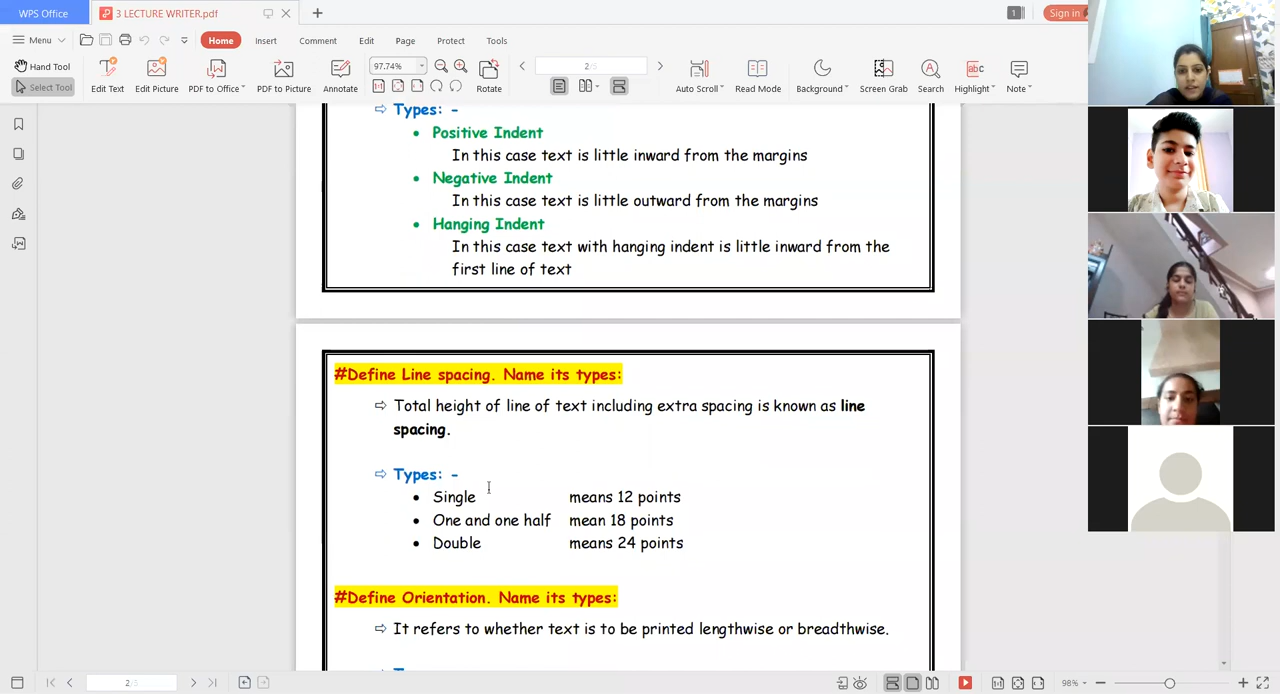 WPS Office
3 LECTURE WRITER.pdf
1
Sign in
Menu
Home
Insert
Comment
Edit
Page
Protect
Tools
Hand Tool
Select Tool
Edit Text
Edit Picture
PDF to Office
PDF to Picture
Annotate
97.74%
Rotate
2/5
Auto Scroll
Read Mode
Background
Screen Grab
Search
Highlight
Note
Types: -
• Positive Indent
In this case text is little inward from the margins
• Negative Indent
In this case text is little outward from the margins
• Hanging Indent
In this case text with hanging indent is little inward from the
first line of text
#Define Line spacing. Name its types:
⇨ Total height of line of text including extra spacing is known as line
spacing.
⇨ Types: -
• Single means 12 points
• One and one half mean 18 points
• Double means 24 points
#Define Orientation. Name its types:
⇨ It refers to whether text is to be printed lengthwise or breadthwise.
2/5
98%